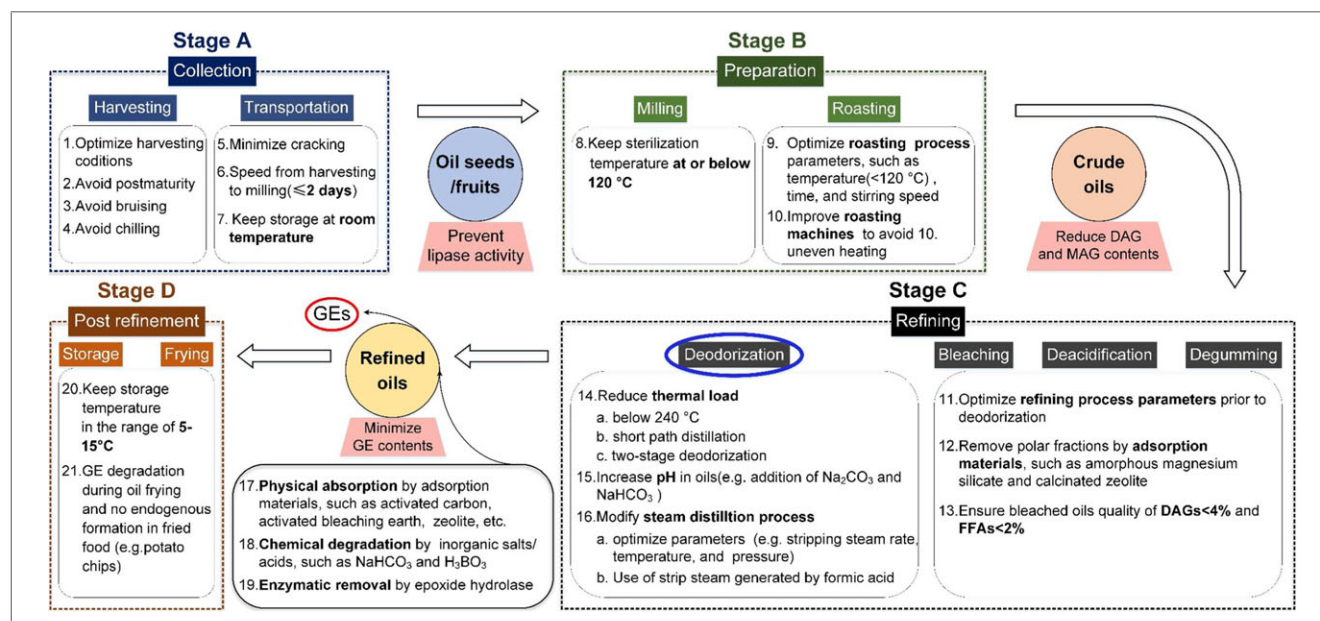 Stage A
Collection
Harvesting
1.Optimize harvesting
coditions
2.Avoid postmaturity
3.Avoid bruising
4.Avoid chilling
Transportation
5.Minimize cracking
6.Speed from harvesting
to milling(≤2 days)
7. Keep storage at room
temperature
Oil seeds
/fruits
Prevent
lipase activity
Stage B
Preparation
Milling
8.Keep sterilization
temperature at or below
120 °C
Roasting
9. Optimize roasting process
parameters, such as
temperature(<120 °C) ,
time, and stirring speed
10.Improve roasting
machines to avoid 10.
uneven heating
Crude
oils
Reduce DAG
and MAG contents
Stage C
Refining
Bleaching
Deacidification
Degumming
11.Optimize refining process parameters prior to
deodorization
12.Remove polar fractions by adsorption
materials, such as amorphous magnesium
silicate and calcinated zeolite
13.Ensure bleached oils quality of DAGs<4% and
FFAs<2%
Deodorization
14.Reduce thermal load
a. below 240 °C
b. short path distillation
c. two-stage deodorization
15.Increase pH in oils(e.g. addition of Na₂CO₃ and
NaHCO₃ )
16.Modify steam distilltion process
a. optimize parameters (e.g. stripping steam rate,
temperature, and pressure)
b. Use of strip steam generated by formic acid
GEs
Refined
oils
Minimize
GE contents
17.Physical absorption by adsorption
materials, such as activated carbon,
activated bleaching earth, zeolite, etc.
18.Chemical degradation by inorganic salts/
acids, such as NaHCO₃ and H₃BO₃
19.Enzymatic removal by epoxide hydrolase
Stage D
Post refinement
Storage
Frying
20.Keep storage
temperature
in the range of 5-
15°C
21.GE degradation
during oil frying
and no endogenous
formation in fried
food (e.g.potato
chips)